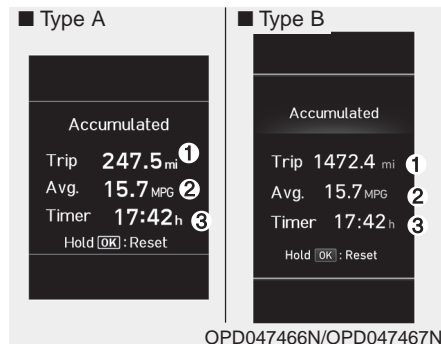 ■ Type A
Accumulated
Trip 247.5 mi ①
Avg. 15.7 MPG ②
Timer 17:42 h ③
Hold OK : Reset
■ Type B
Accumulated
Trip 1472.4 mi ①
Avg. 15.7 MPG ②
Timer 17:42 h ③
Hold OK : Reset
OPD047466N/OPD047467N